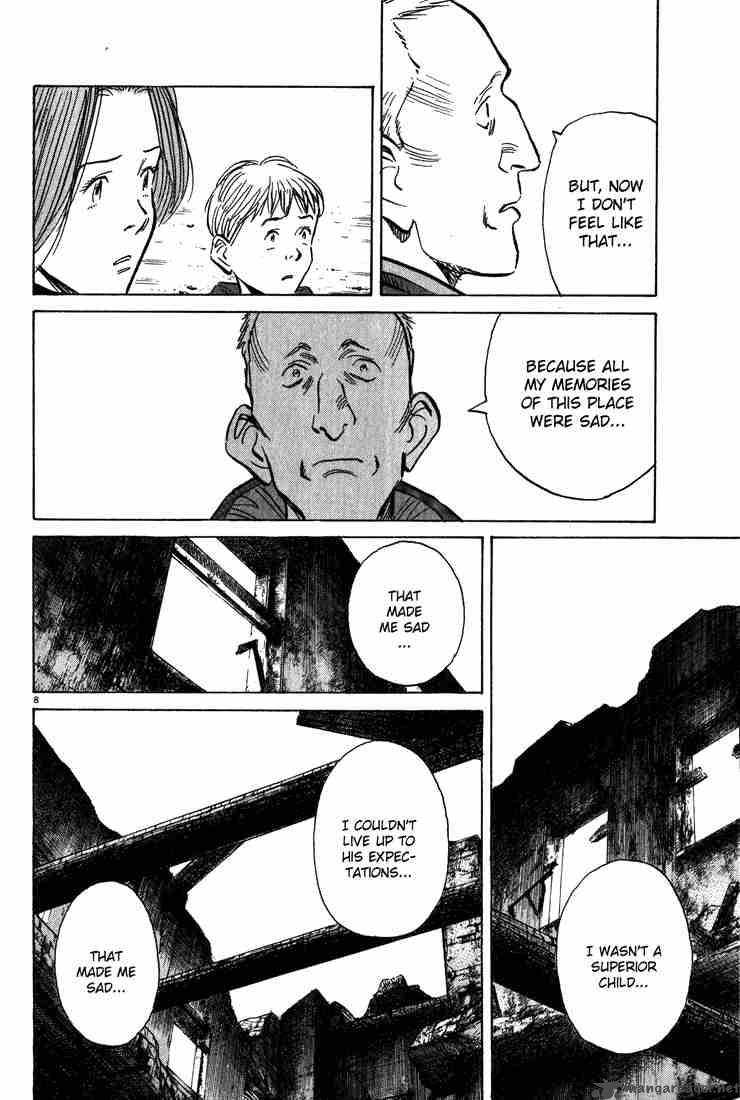 BUT, NOW
I DON'T
FEEL LIKE
THAT...
BECAUSE ALL
MY MEMORIES
OF THIS PLACE
WERE SAD...
I WASN'T A
SUPERIOR
CHILD...
THAT
MADE
ME SAD
...
8
I COULDN'T
LIVE UP TO
HIS EXPEC-
TATIONS...
THAT
MADE ME
SAD...